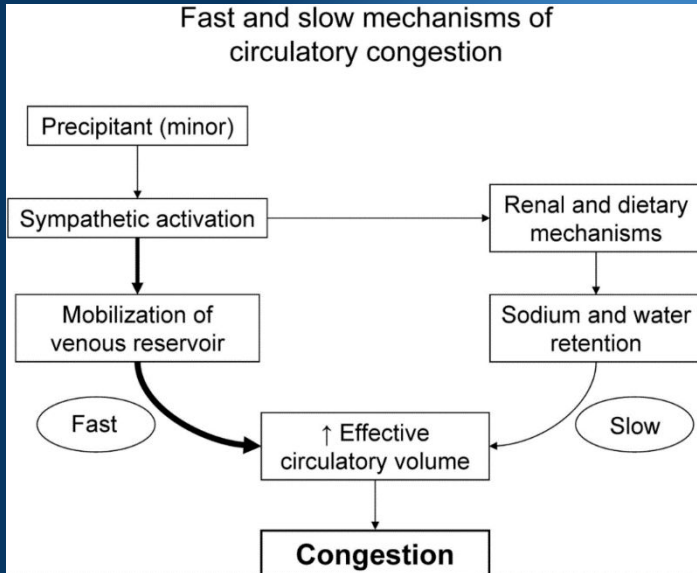 Fast and slow mechanisms of
circulatory congestion
Precipitant (minor)
Sympathetic activation
Renal and dietary
mechanisms
Mobilization of
venous reservoir
Sodium and water
retention
Fast
Slow
↑ Effective
circulatory volume
Congestion